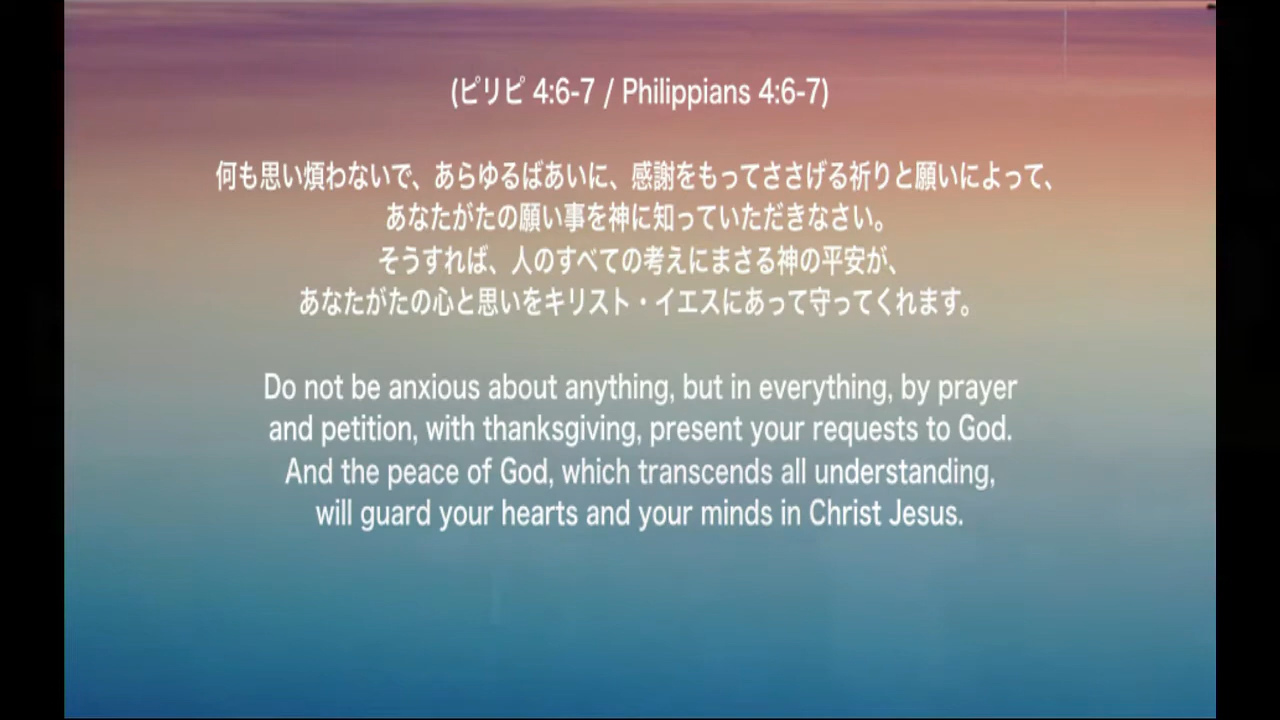 (ピリピ 4:6-7 / Philippians 4:6-7)
何も思い煩わないで、あらゆるばあいに、感謝をもってささげる祈りと願いによって、
あなたがたの願い事を神に知っていただきなさい。
そうすれば、人のすべての考えにまさる神の平安が、
あなたがたの心と思いをキリスト・イエスにあって守ってくれます。
Do not be anxious about anything, but in everything, by prayer
and petition, with thanksgiving, present your requests to God.
And the peace of God, which transcends all understanding,
will guard your hearts and your minds in Christ Jesus.